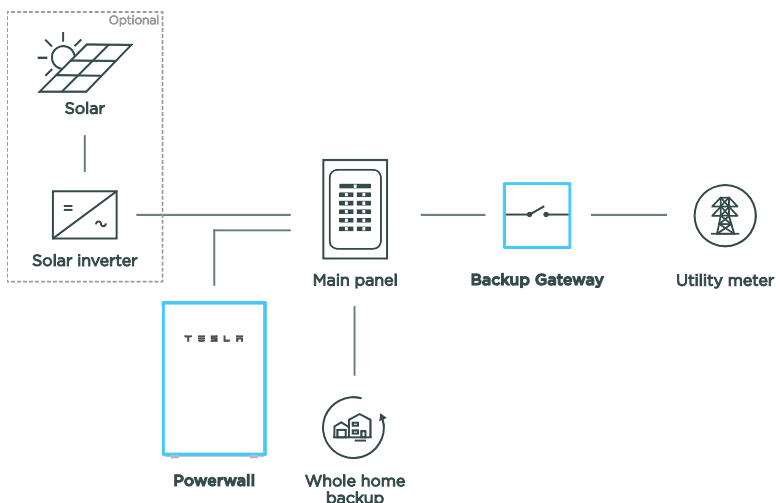 Optional
Solar
Solar inverter
Main panel
Backup Gateway
Utility meter
TESLA
Powerwall
Whole home
backup